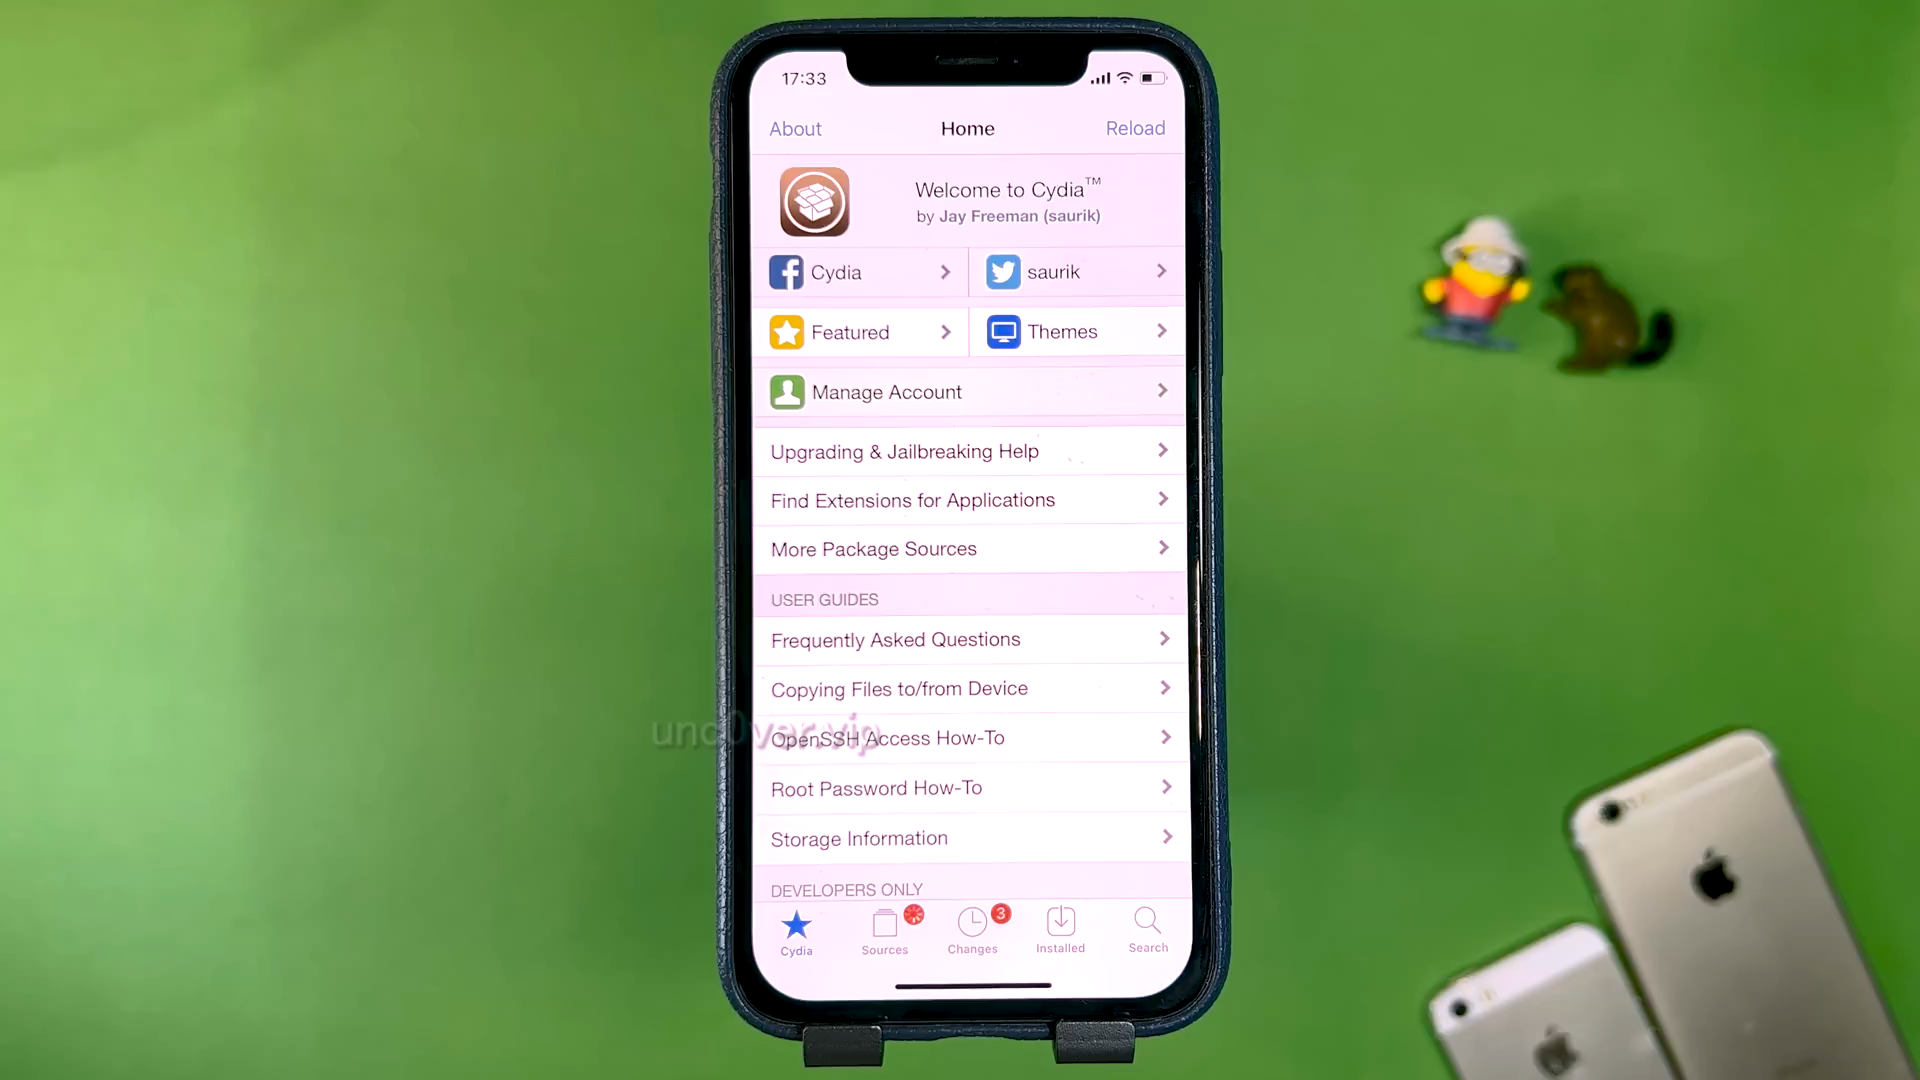 17:33
About
Home
Reload
Welcome to Cydia™
by Jay Freeman (saurik)
Cydia
saurik
Featured
Themes
Manage Account
Upgrading & Jailbreaking Help
Find Extensions for Applications
More Package Sources
USER GUIDES
Frequently Asked Questions
Copying Files to/from Device
unc0ver.vip
OpenSSH Access How-To
Root Password How-To
Storage Information
DEVELOPERS ONLY
3
Cydia
Sources
Changes
Installed
Search